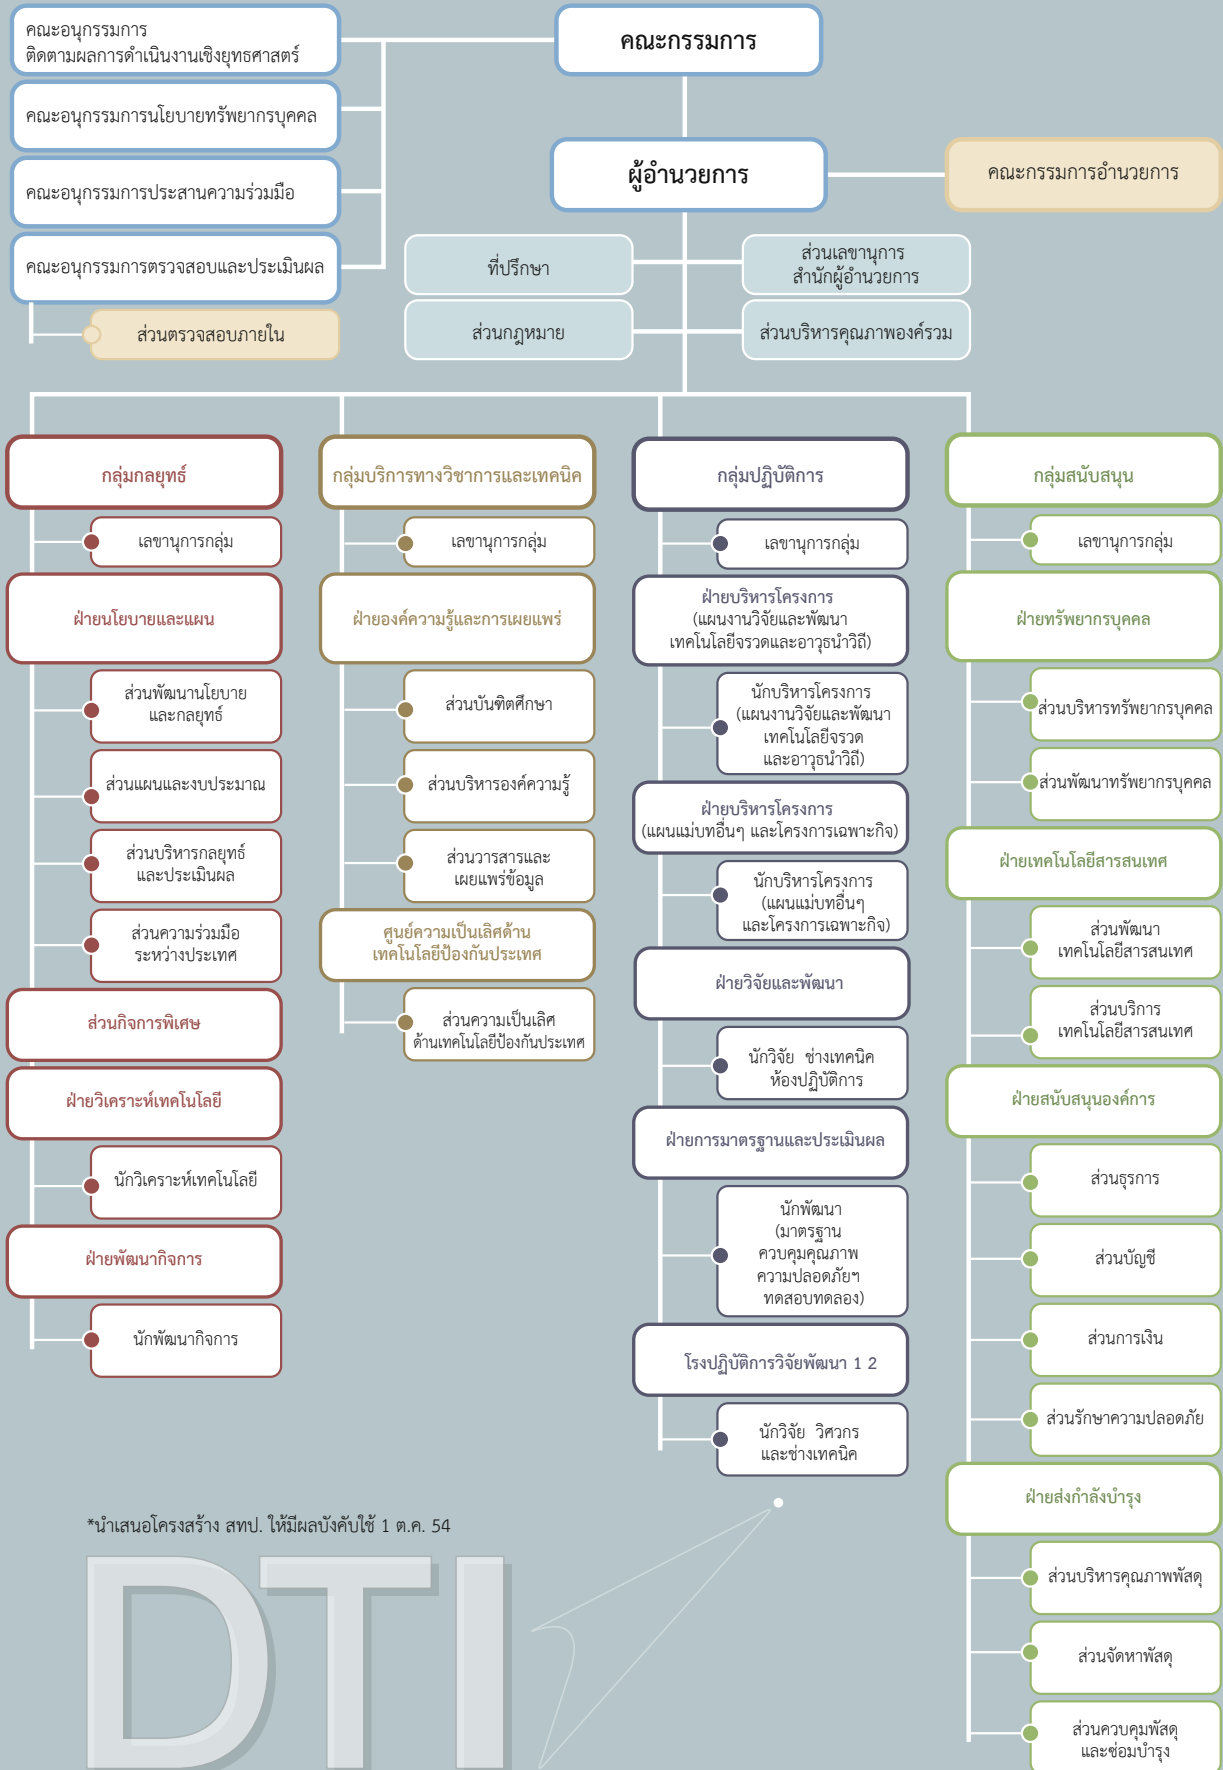 คณะอนุกรรมการ
ติดตามผลการดำเนินงานเชิงยุทธศาสตร์
คณะอนุกรรมการนโยบายทรัพยากรบุคคล
คณะอนุกรรมการประสานความร่วมมือ
คณะอนุกรรมการตรวจสอบและประเมินผล
ส่วนตรวจสอบภายใน
คณะกรรมการ
ผู้อำนวยการ
คณะกรรมการอำนวยการ
ที่ปรึกษา
ส่วนเลขานุการ
สำนักผู้อำนวยการ
ส่วนกฎหมาย
ส่วนบริหารคุณภาพองค์รวม
กลุ่มกลยุทธ์
เลขานุการกลุ่ม
ฝ่ายนโยบายและแผน
ส่วนพัฒนานโยบาย
และกลยุทธ์
ส่วนแผนและงบประมาณ
ส่วนบริหารกลยุทธ์
และประเมินผล
ส่วนความร่วมมือ
ระหว่างประเทศ
ส่วนกิจการพิเศษ
ฝ่ายวิเคราะห์เทคโนโลยี
นักวิเคราะห์เทคโนโลยี
ฝ่ายพัฒนากิจการ
นักพัฒนากิจการ
กลุ่มบริการทางวิชาการและเทคนิค
เลขานุการกลุ่ม
ฝ่ายองค์ความรู้และการเผยแพร่
ส่วนบันฑิตศึกษา
ส่วนบริหารองค์ความรู้
ส่วนวารสารและ
เผยแพร่ข้อมูล
ศูนย์ความเป็นเลิศด้าน
เทคโนโลยีป้องกันประเทศ
ส่วนความเป็นเลิศ
ด้านเทคโนโลยีป้องกันประเทศ
กลุ่มปฏิบัติการ
เลขานุการกลุ่ม
ฝ่ายบริหารโครงการ
(แผนงานวิจัยและพัฒนา
เทคโนโลยีจรวดและอาวุธนำวิถี)
นักบริหารโครงการ
(แผนงานวิจัยและพัฒนา
เทคโนโลยีจรวด
และอาวุธนำวิถี)
ฝ่ายบริหารโครงการ
(แผนแม่บทอื่นๆ และโครงการเฉพาะกิจ)
นักบริหารโครงการ
(แผนแม่บทอื่นๆ
และโครงการเฉพาะกิจ)
ฝ่ายวิจัยและพัฒนา
นักวิจัย ช่างเทคนิค
ห้องปฏิบัติการ
ฝ่ายการมาตรฐานและประเมินผล
นักพัฒนา
(มาตรฐาน
ควบคุมคุณภาพ
ความปลอดภัยฯ
ทดสอบทดลอง)
โรงปฏิบัติการวิจัยพัฒนา 1 2
นักวิจัย วิศวกร
และช่างเทคนิค
กลุ่มสนับสนุน
เลขานุการกลุ่ม
ฝ่ายทรัพยากรบุคคล
ส่วนบริหารทรัพยากรบุคคล
ส่วนพัฒนาทรัพยากรบุคคล
ฝ่ายเทคโนโลยีสารสนเทศ
ส่วนพัฒนา
เทคโนโลยีสารสนเทศ
ส่วนบริการ
เทคโนโลยีสารสนเทศ
ฝ่ายสนับสนุนองค์การ
ส่วนธุรการ
ส่วนบัญชี
ส่วนการเงิน
ส่วนรักษาความปลอดภัย
ฝ่ายส่งกำลังบำรุง
ส่วนบริหารคุณภาพพัสดุ
ส่วนจัดหาพัสดุ
ส่วนควบคุมพัสดุ
และซ่อมบำรุง
*นำเสนอโครงสร้าง สทป. ให้มีผลบังคับใช้ 1 ต.ค. 54
DTI